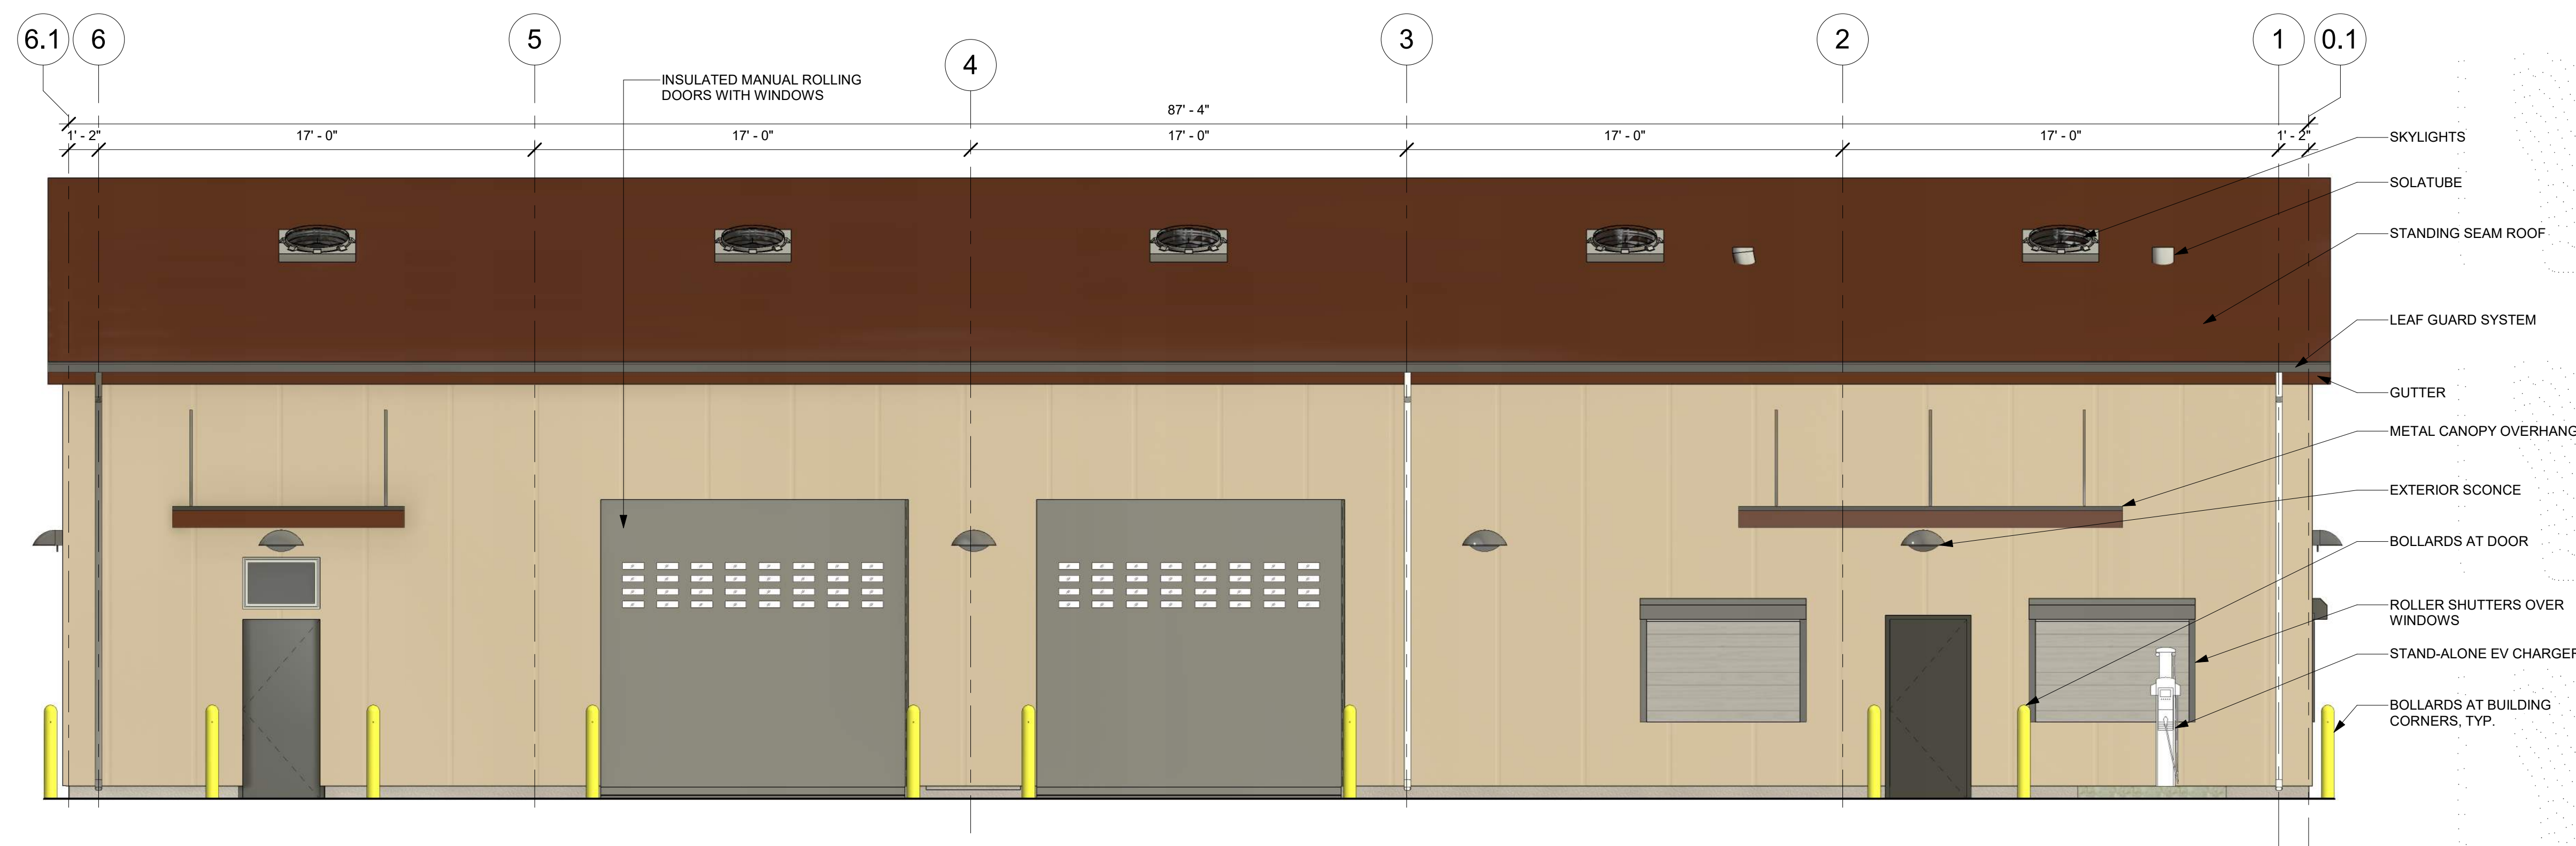 6.1
6
5
4
3
2
1
0.1
INSULATED MANUAL ROLLING
DOORS WITH WINDOWS
87' - 4"
1' - 2"
17' - 0"
17' - 0"
17' - 0"
17' - 0"
17' - 0"
1' - 2"
SKYLIGHTS
SOLATUBE
STANDING SEAM ROOF
LEAF GUARD SYSTEM
GUTTER
METAL CANOPY OVERHANG
EXTERIOR SCONCE
BOLLARDS AT DOOR
ROLLER SHUTTERS OVER
WINDOWS
STAND-ALONE EV CHARGER
BOLLARDS AT BUILDING
CORNERS, TYP.